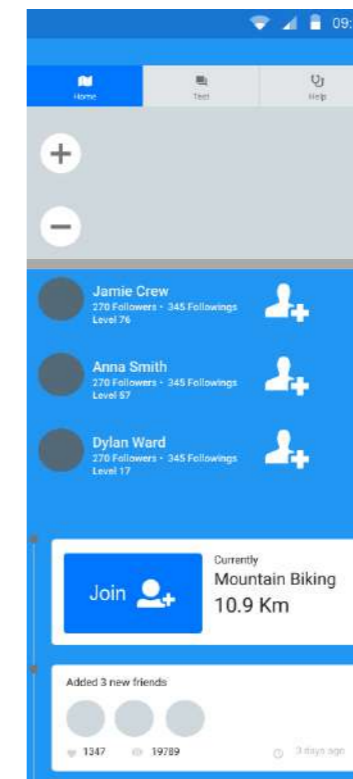 09:
Home
Text
Help
Jamie Crew
270 Followers • 345 Followings
Level 76
Anna Smith
270 Followers • 345 Followings
Level 57
Dylan Ward
270 Followers • 345 Followings
Level 17
Join
Currently
Mountain Biking
10.9 Km
Added 3 new friends
1347 19789 3 days ago